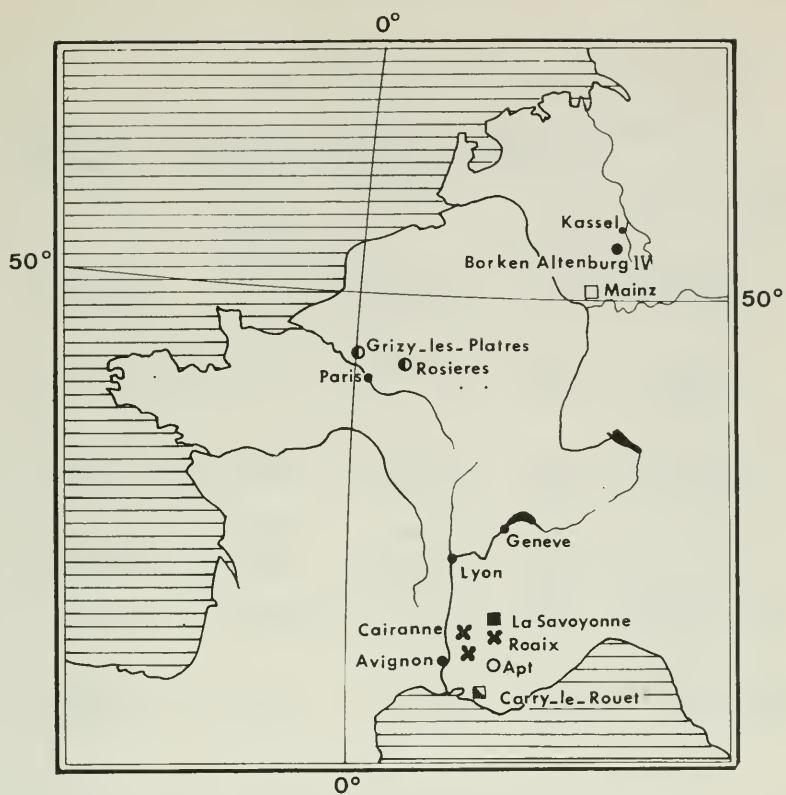 0°
Kassel
50°
Borken Altenburg IV
Mainz
50°
Grizy_les_Platres
Rosieres
Paris
Geneve
Lyon
La Savoyonne
Cairanne
Roaix
Avignon
Apt
Carry_le_Rouet
0°